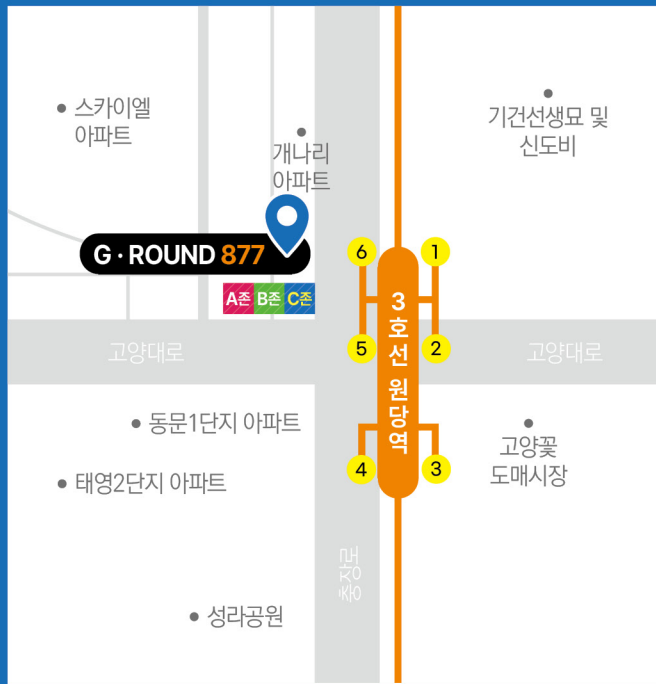 스카이엘
아파트
기건선생묘 및
신도비
개나리
아파트
G · ROUND 877
A존 B존 C존
6
1
5
2
3호선 원당역
고양대로
고양대로
동문1단지 아파트
태영2단지 아파트
고양꽃
도매시장
4
3
충장로
성라공원